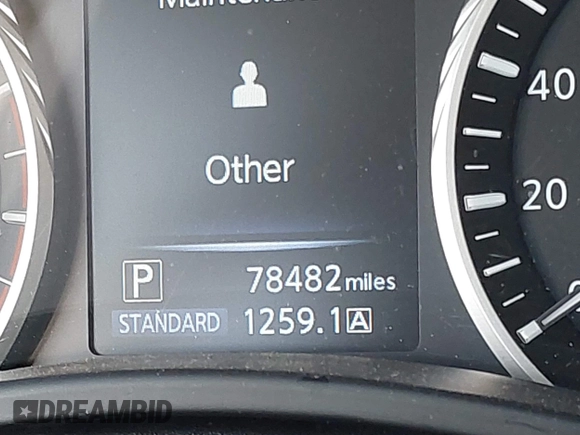 Other
40
20
P 78482 miles
STANDARD 1259.1 A
DREAMBID